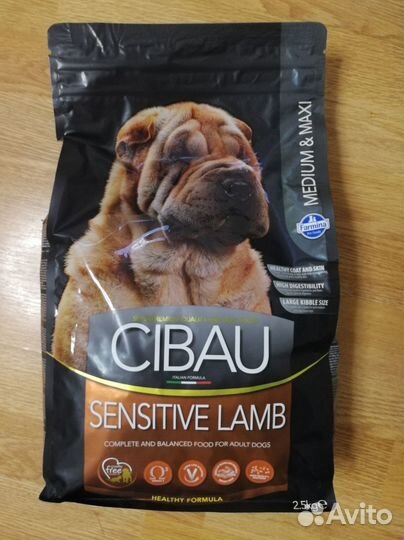 MEDIUM & MAXI
Farmina
HEALTHY COAT AND SKIN
HIGH DIGESTIBILITY
LARGE KIBBLE SIZE
CIBAU
ITALIAN FORMULA
SENSITIVE LAMB
COMPLETE AND BALANCED FOOD FOR ADULT DOGS
free
HEALTHY FORMULA
2.5kg℮
Avito